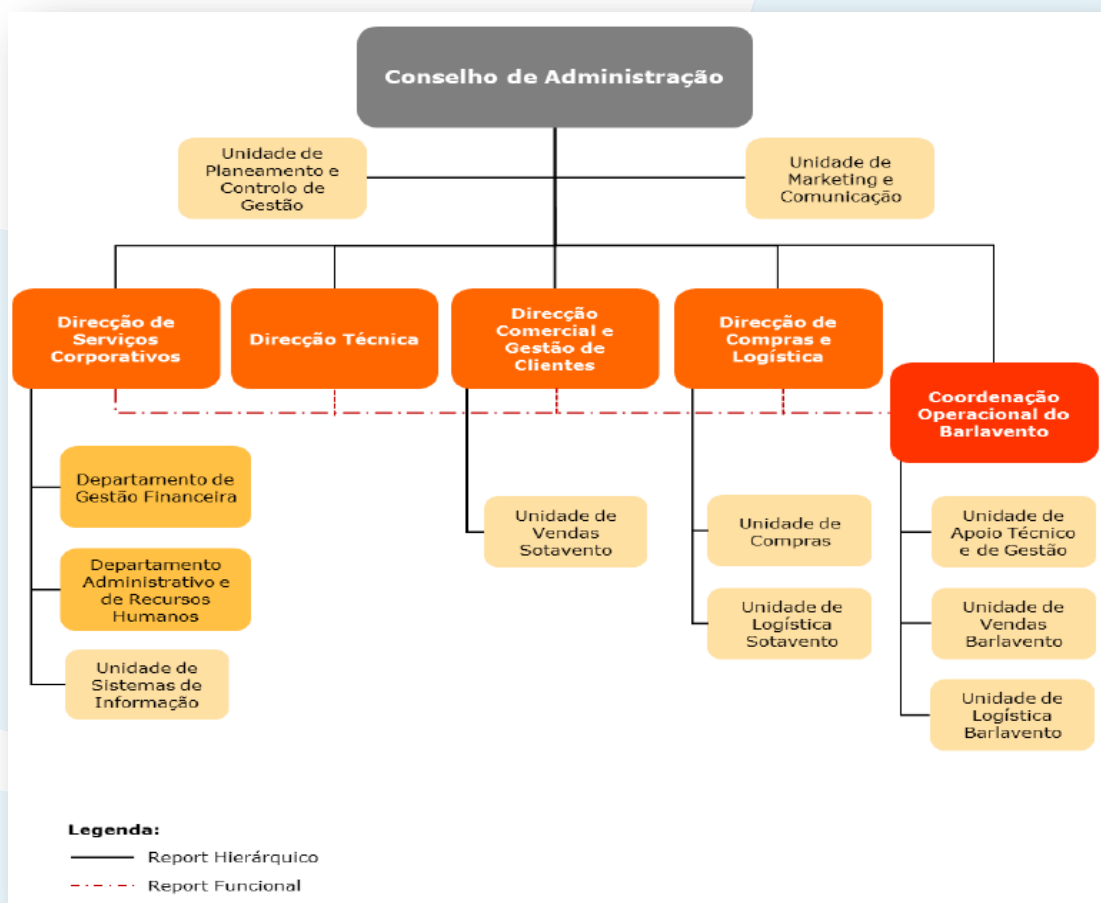 Conselho de Administração
Unidade de
Planeamento e
Controlo de
Gestão
Unidade de
Marketing e
Comunicação
Direcção de
Serviços
Corporativos
Direcção Técnica
Direcção
Comercial e
Gestão de
Clientes
Direcção de
Compras e
Logística
Coordenação
Operacional do
Barlavento
Departamento de
Gestão Financeira
Departamento
Administrativo e
de Recursos
Humanos
Unidade de
Sistemas de
Informação
Unidade de
Vendas
Sotavento
Unidade de
Compras
Unidade de
Logística
Sotavento
Unidade de
Apoio Técnico
e de Gestão
Unidade de
Vendas
Barlavento
Unidade de
Logística
Barlavento
Legenda:
Report Hierárquico
Report Funcional